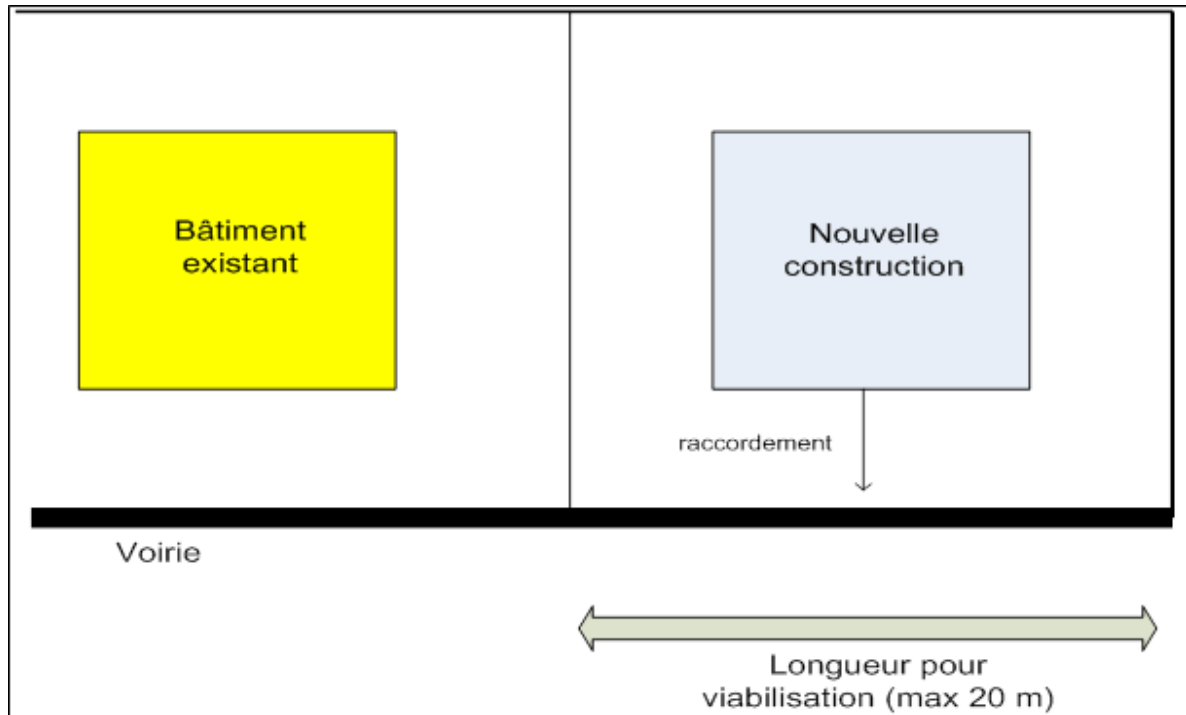 Bâtiment
existant
Nouvelle
construction
raccordement
Voirie
Longueur pour
viabilisation (max 20 m)